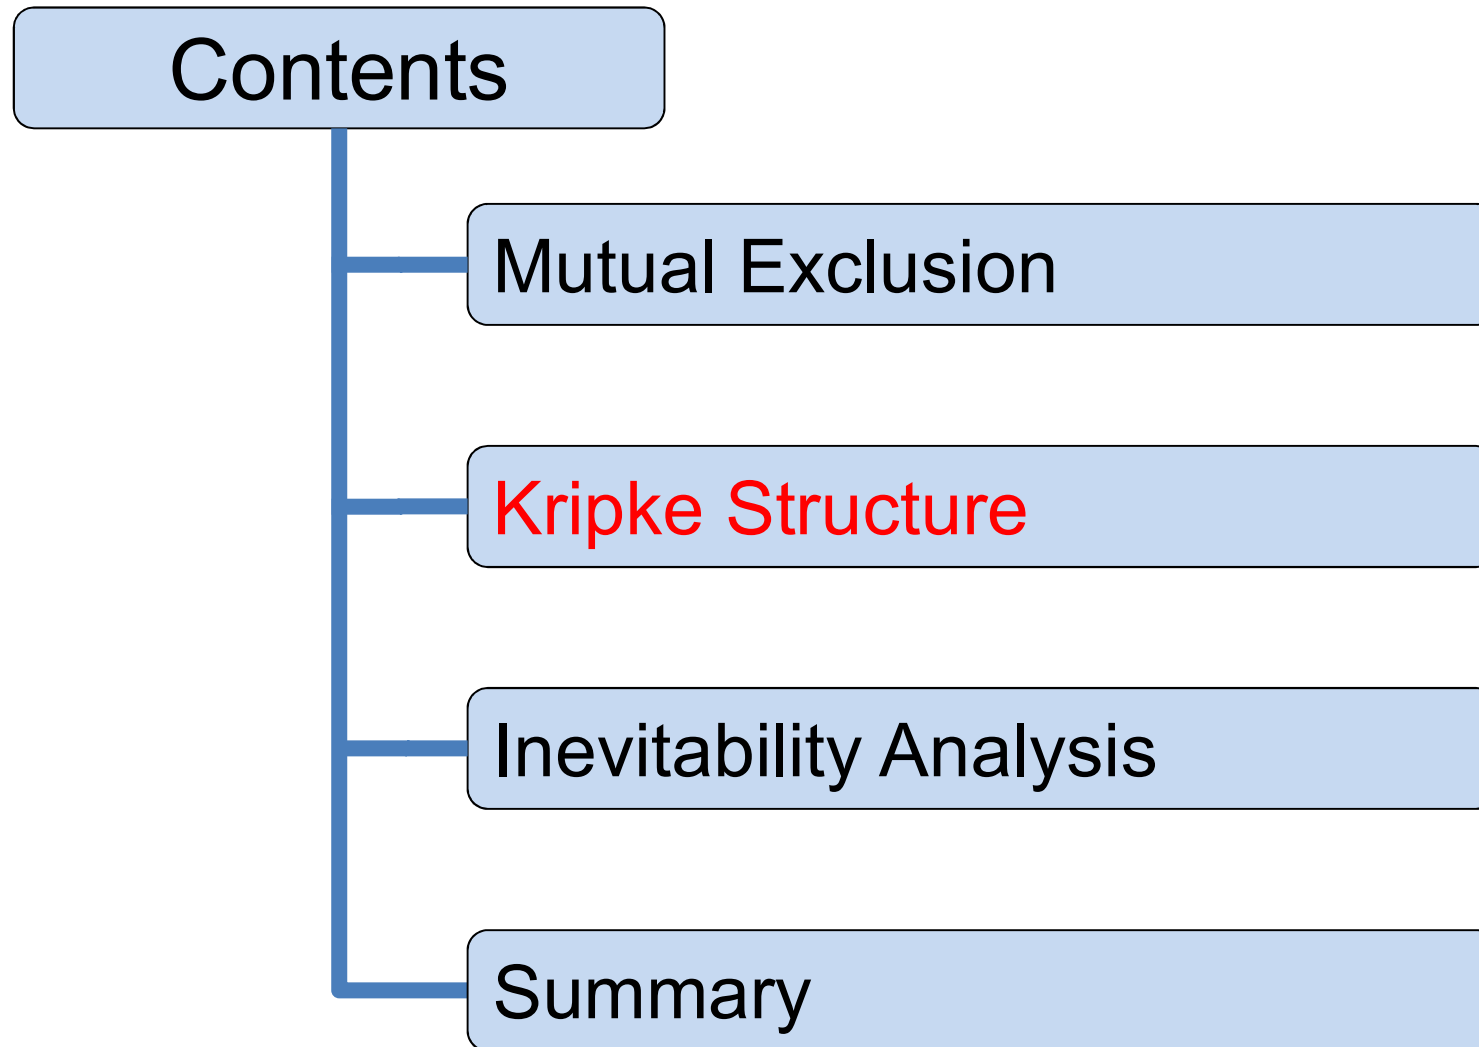 Contents
Mutual Exclusion
Kripke Structure
Inevitability Analysis
Summary